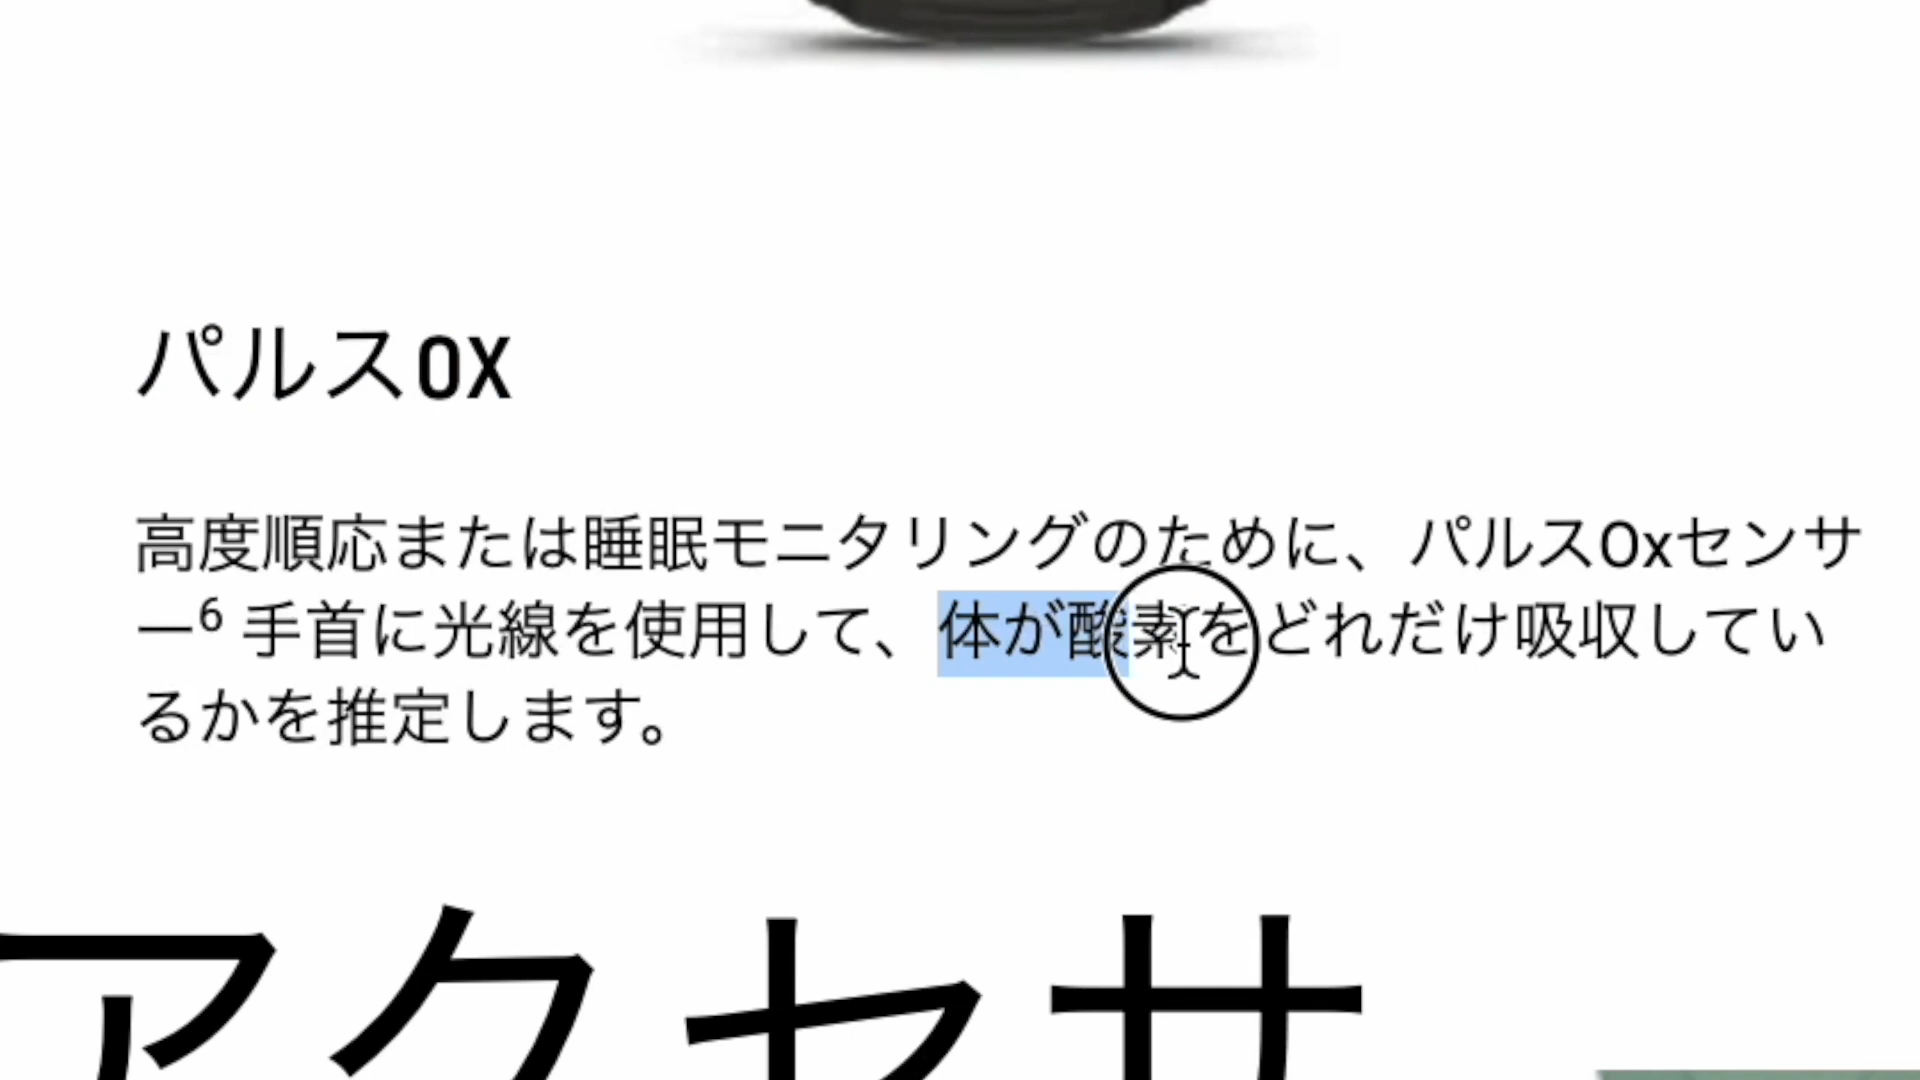 パルスOX
高度順応または睡眠モニタリングのために、パルスOxセンサ
ー⁶ 手首に光線を使用して、体が酸素をどれだけ吸収してい
るかを推定します。
アクセサ